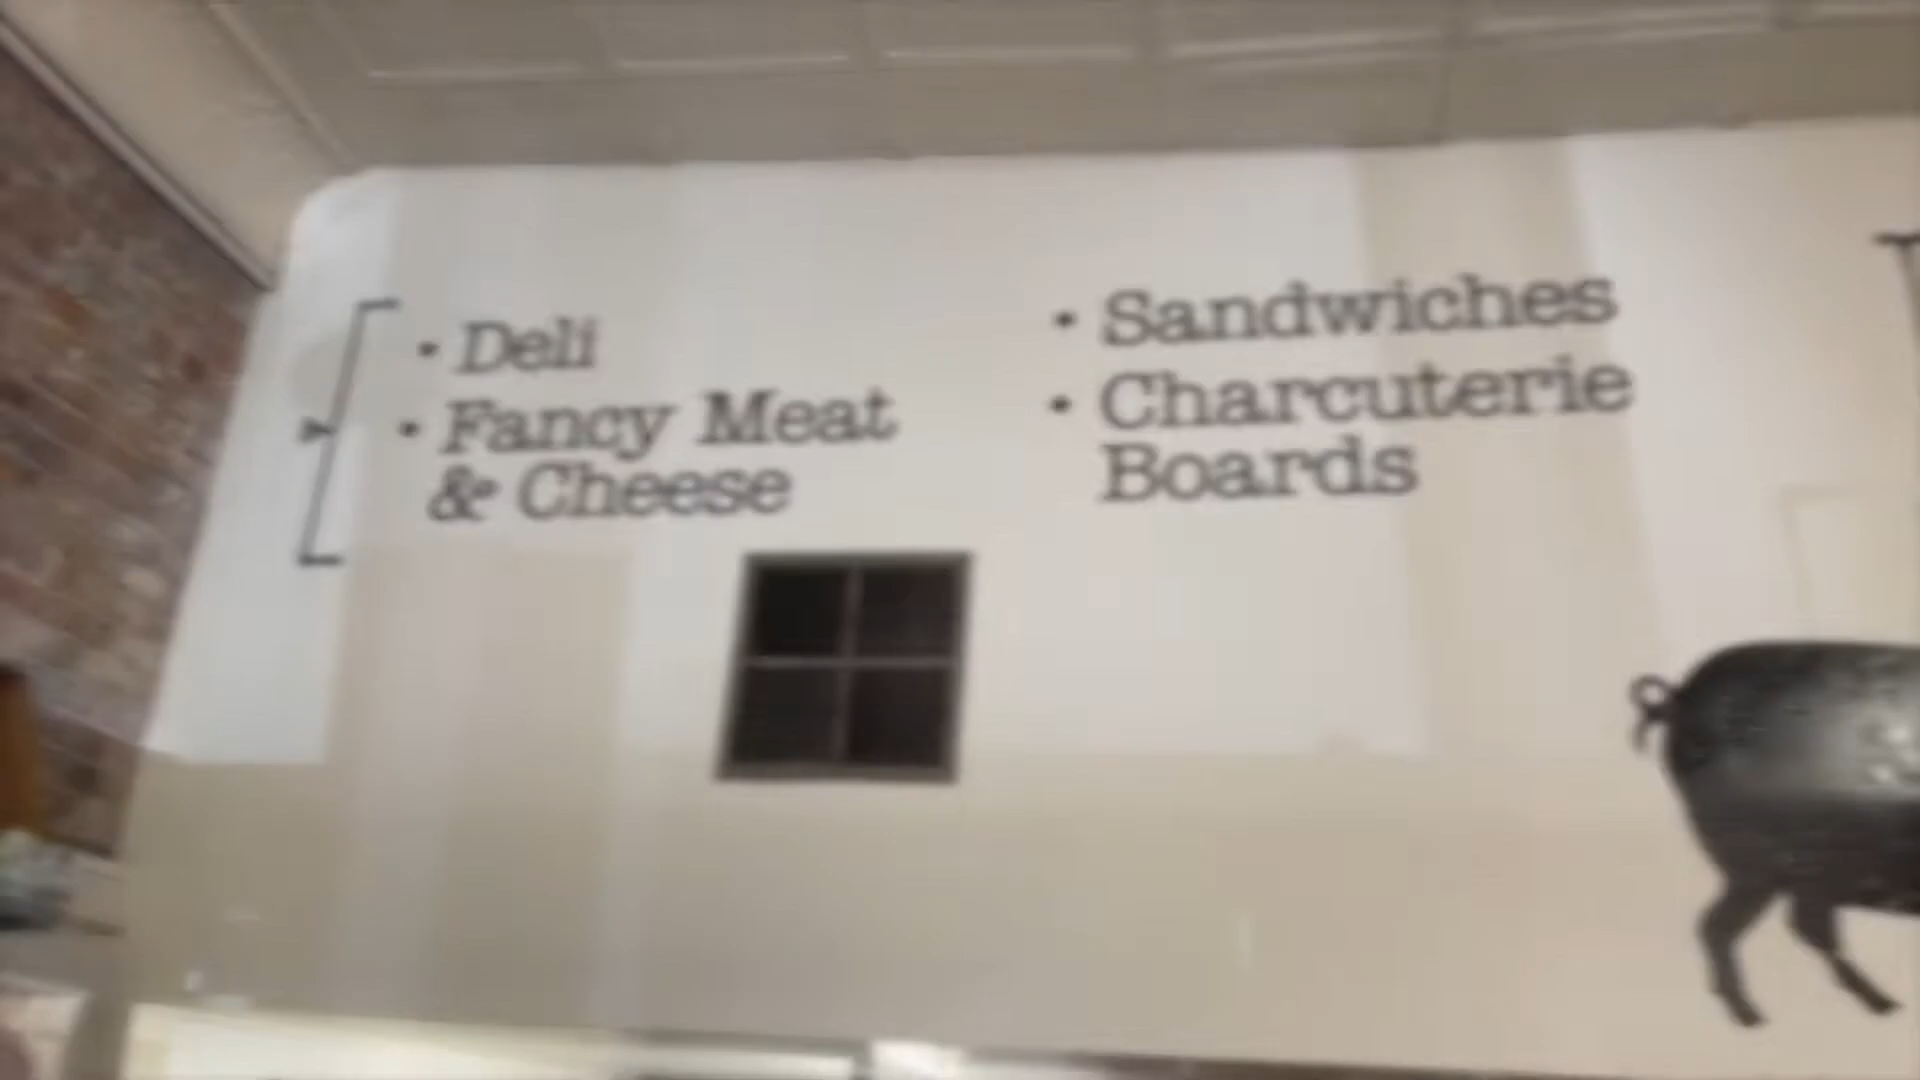 • Deli
• Fancy Meat
& Cheese
• Sandwiches
• Charcuterie
Boards